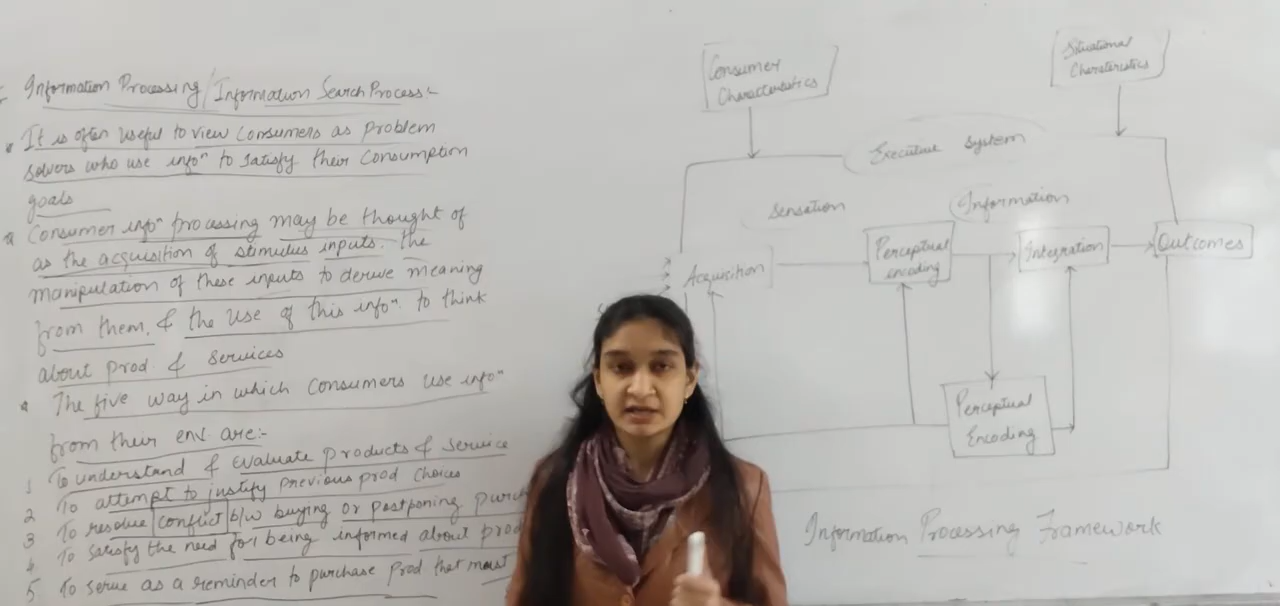 Information Processing/Information Search Process:-
It is often useful to view Consumers as problem
solvers who use infoⁿ to satisfy their Consumption
goals
Consumer infoⁿ processing may be thought of
as the acquisition of stimulus inputs. the
manipulation of these inputs to derive meaning
from them, & the use of this infoⁿ to think
about prod & services
The five way in which Consumers use infoⁿ
from their env. are:-
1 To understand & evaluate products & service
2 To attempt to justify previous prod choices
3 To resolve conflict b/w buying or postponing purch
4 To satisfy the need for being informed about prod
5 To serve as a reminder to purchase prod that must
Consumer
Characteristics
Situational
Charateristics
Executive System
Sensation
Information
Acquisition
Perceptual
encoding
Integration
Outcomes
Perceptual
Encoding
Information Processing Framework